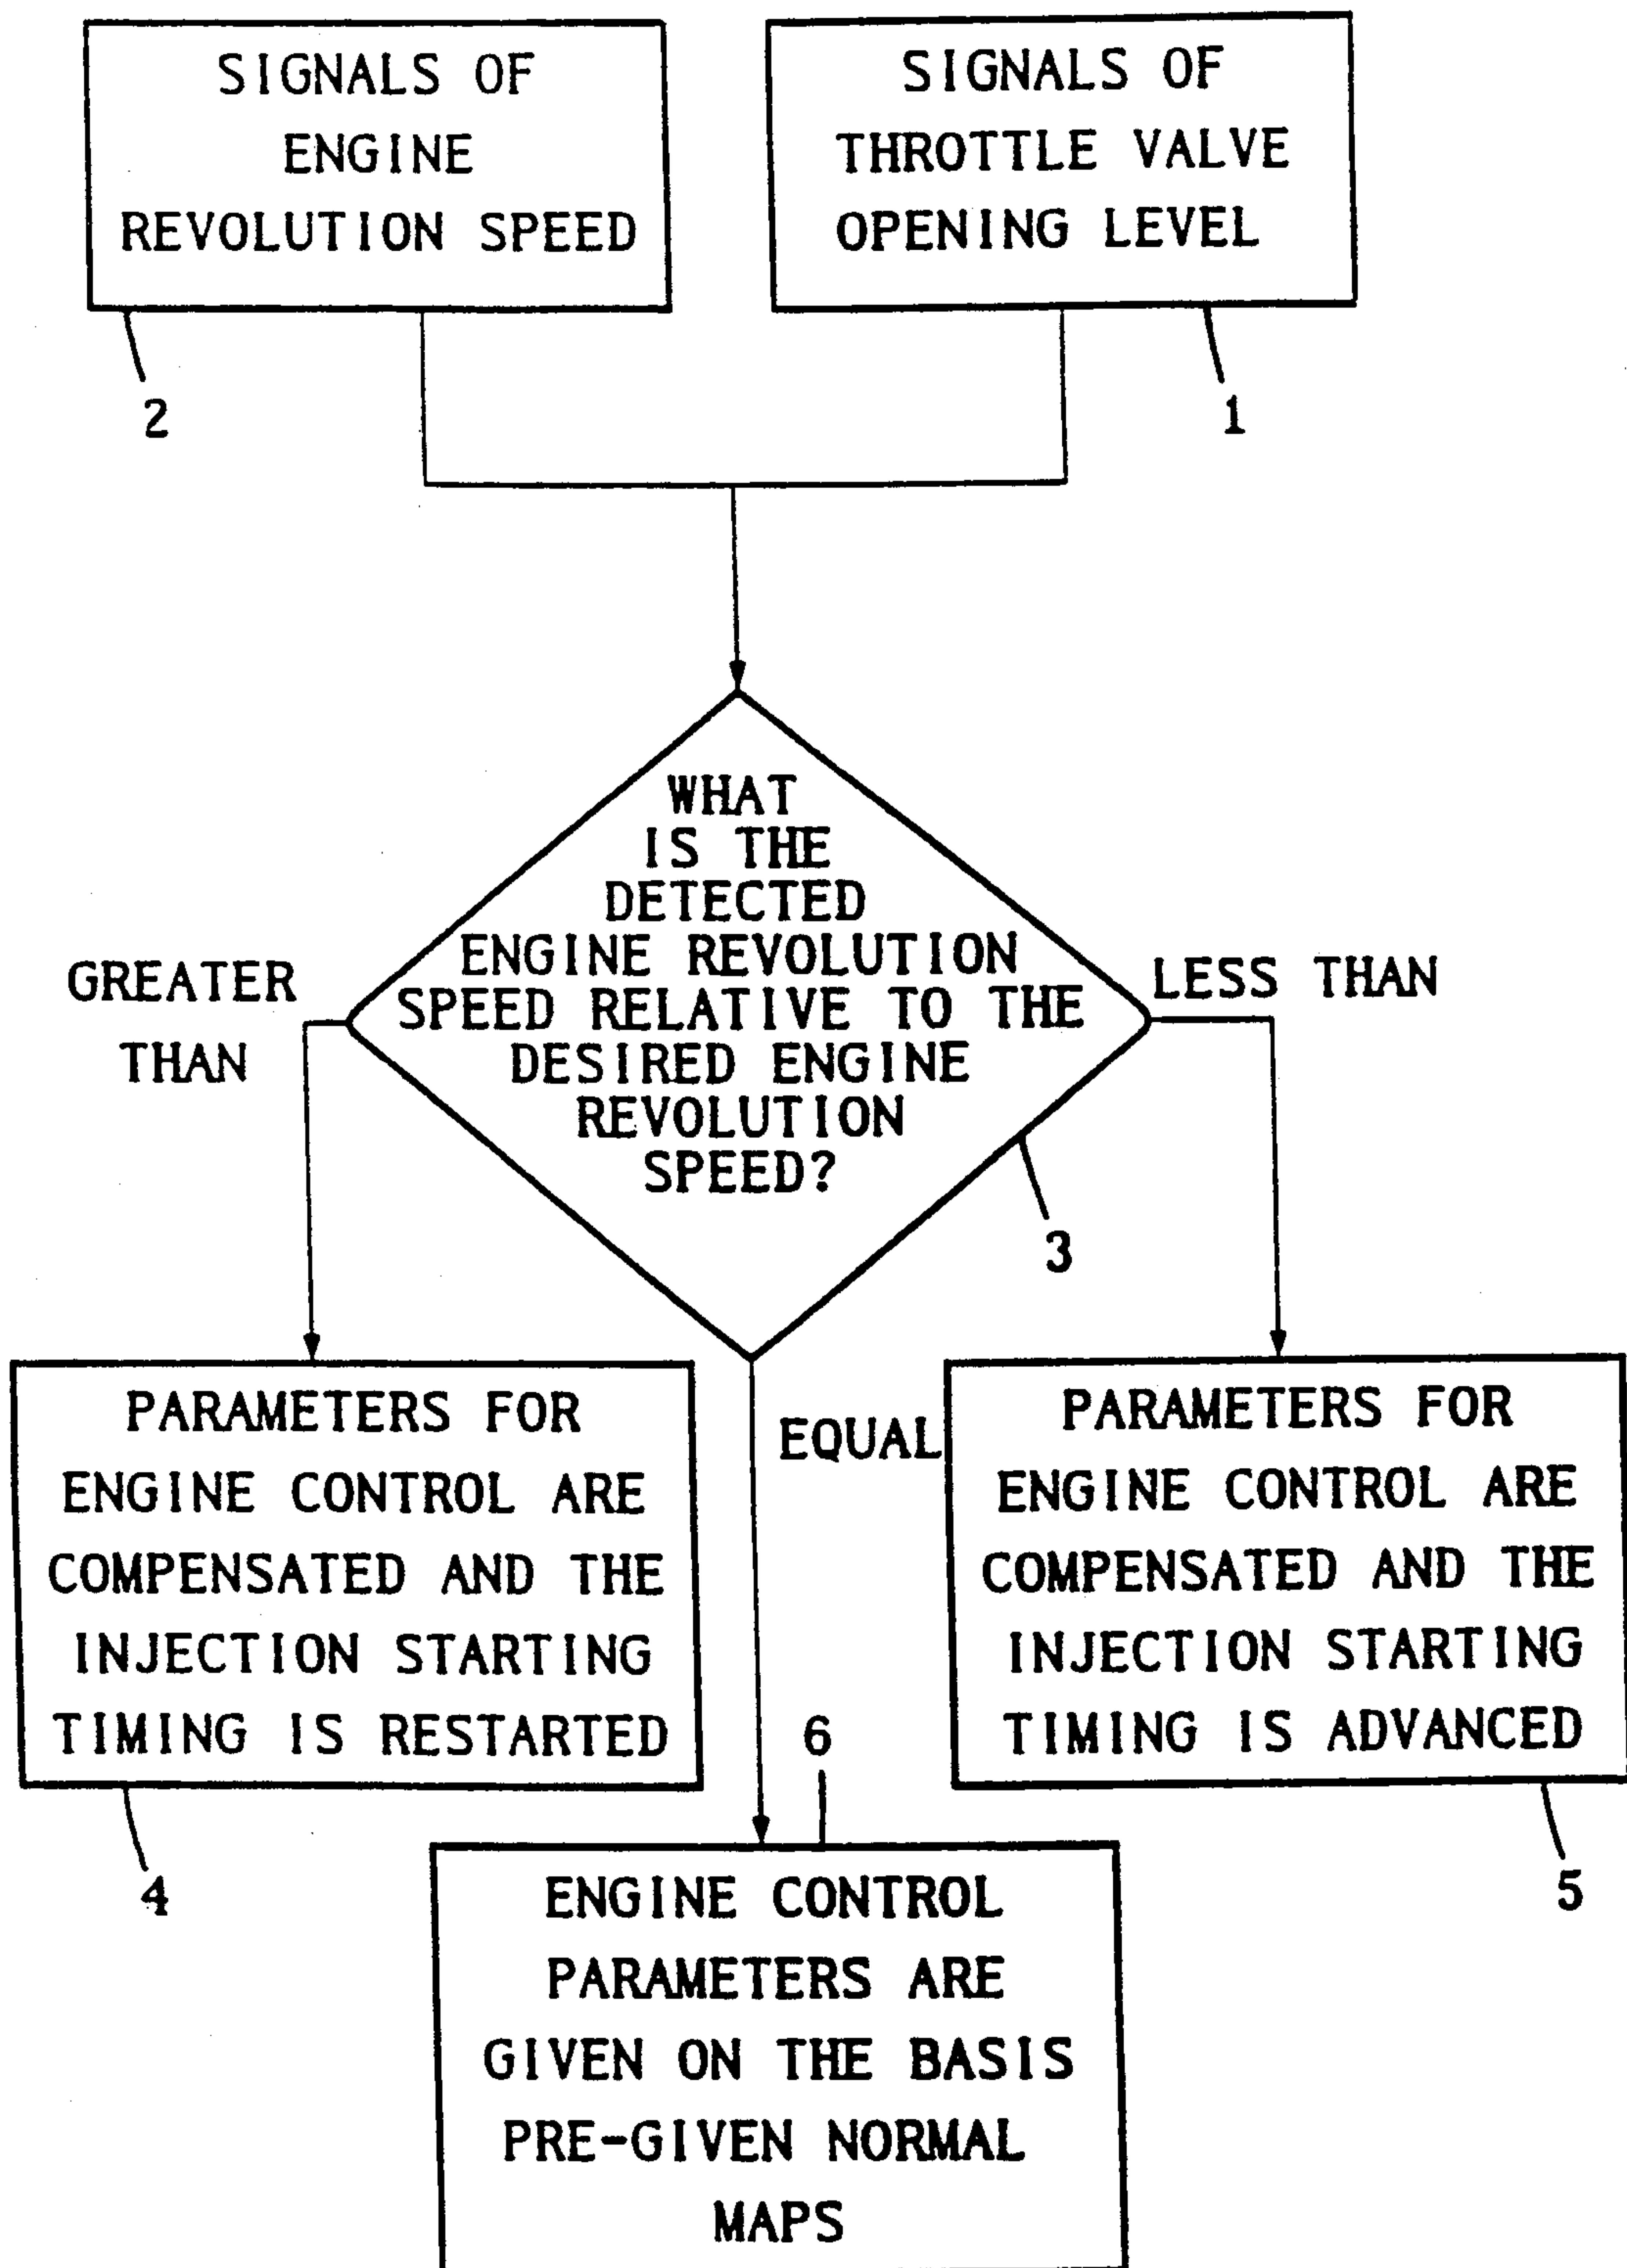 SIGNALS OF
ENGINE
REVOLUTION SPEED
2
SIGNALS OF
THROTTLE VALVE
OPENING LEVEL
1
WHAT
IS THE
DETECTED
ENGINE REVOLUTION
SPEED RELATIVE TO THE
DESIRED ENGINE
REVOLUTION
SPEED?
3
GREATER
THAN
LESS THAN
EQUAL
PARAMETERS FOR
ENGINE CONTROL ARE
COMPENSATED AND THE
INJECTION STARTING
TIMING IS RESTARTED
4
PARAMETERS FOR
ENGINE CONTROL ARE
COMPENSATED AND THE
INJECTION STARTING
TIMING IS ADVANCED
5
6
ENGINE CONTROL
PARAMETERS ARE
GIVEN ON THE BASIS
PRE-GIVEN NORMAL
MAPS